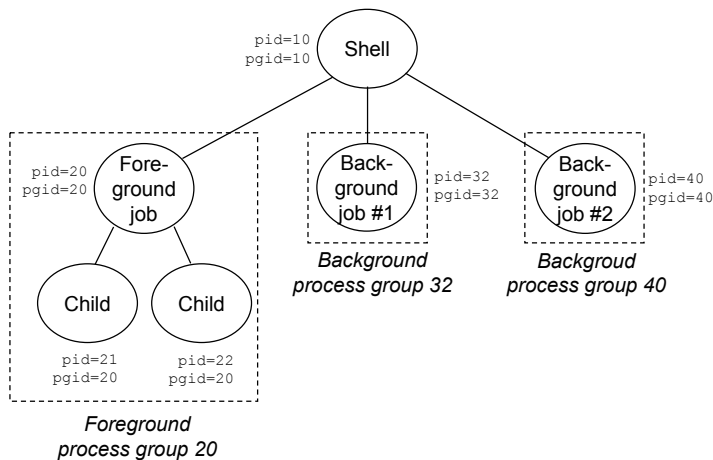 pid=10
pgid=10
Shell
pid=20
pgid=20
Fore-
ground
job
Back-
ground
job #1
pid=32
pgid=32
Back-
ground
job #2
pid=40
pgid=40
Background
process group 32
Backgroud
process group 40
Child
Child
pid=21
pgid=20
pid=22
pgid=20
Foreground
process group 20